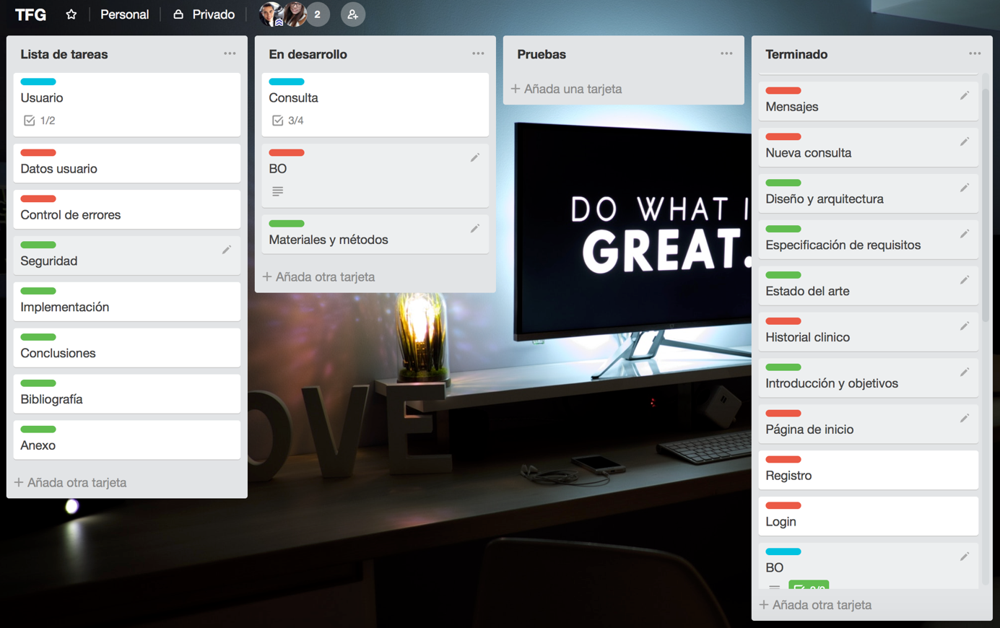 TFG
Personal
Privado
2
Lista de tareas
Usuario
1/2
Datos usuario
Control de errores
Seguridad
Implementación
Conclusiones
Bibliografía
Anexo
+ Añada otra tarjeta
En desarrollo
Consulta
3/4
BO
Materiales y métodos
+ Añada otra tarjeta
Pruebas
+ Añada una tarjeta
DO WHAT I
GREAT.
OVE
Terminado
Mensajes
Nueva consulta
Diseño y arquitectura
Especificación de requisitos
Estado del arte
Historial clinico
Introducción y objetivos
Página de inicio
Registro
Login
BO
+ Añada otra tarjeta